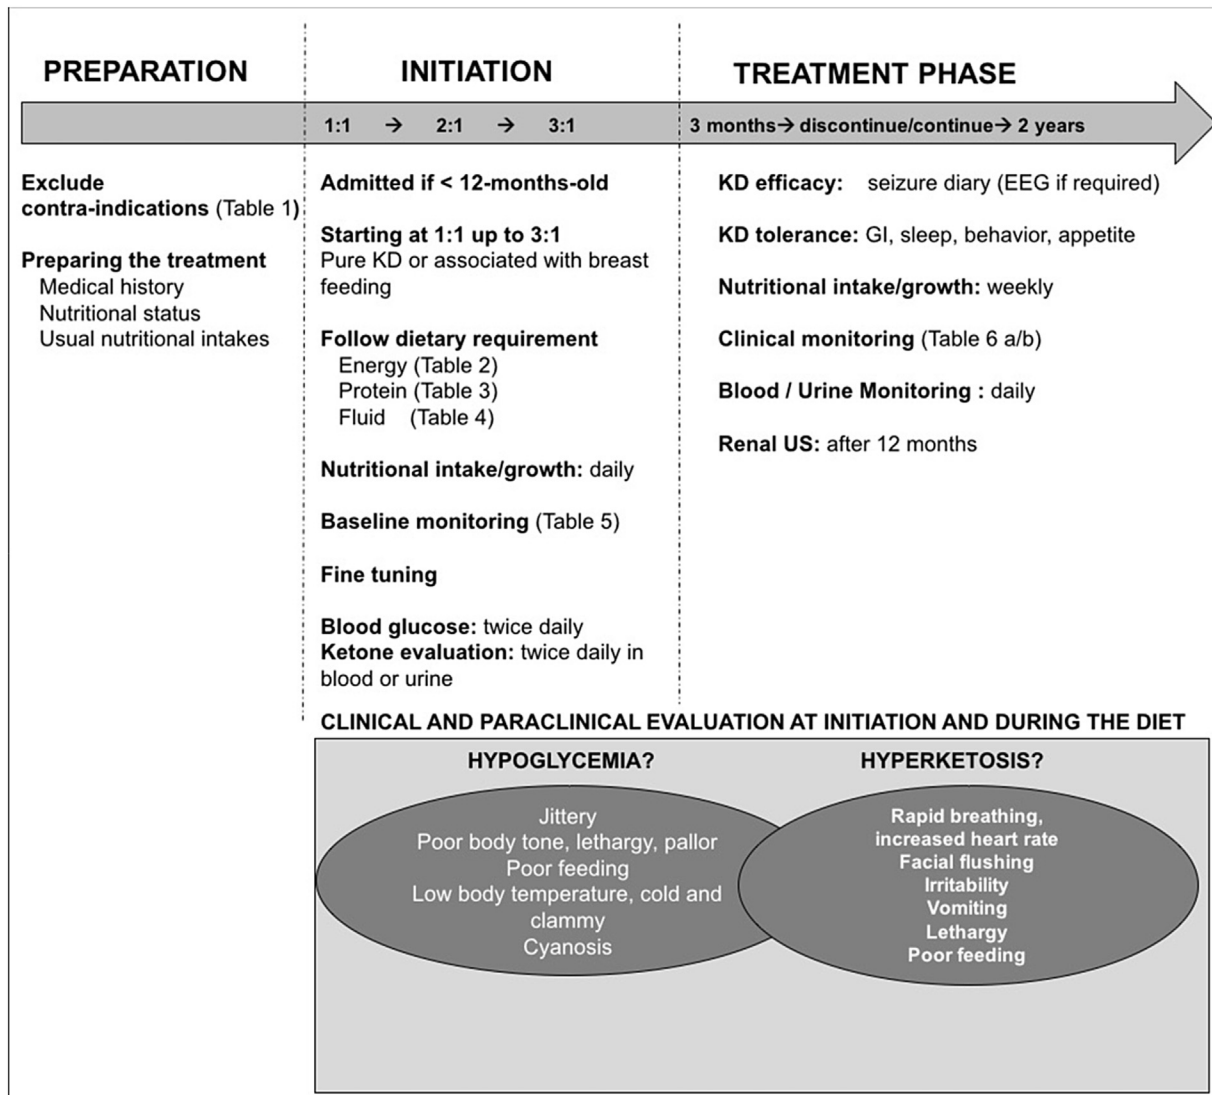 PREPARATION
INITIATION
TREATMENT PHASE
1:1 → 2:1 → 3:1
3 months→ discontinue/continue→ 2 years
Exclude
contra-indications (Table 1)
Preparing the treatment
Medical history
Nutritional status
Usual nutritional intakes
Admitted if < 12-months-old
Starting at 1:1 up to 3:1
Pure KD or associated with breast
feeding
Follow dietary requirement
Energy (Table 2)
Protein (Table 3)
Fluid (Table 4)
Nutritional intake/growth: daily
Baseline monitoring (Table 5)
Fine tuning
Blood glucose: twice daily
Ketone evaluation: twice daily in
blood or urine
KD efficacy: seizure diary (EEG if required)
KD tolerance: GI, sleep, behavior, appetite
Nutritional intake/growth: weekly
Clinical monitoring (Table 6 a/b)
Blood / Urine Monitoring : daily
Renal US: after 12 months
CLINICAL AND PARACLINICAL EVALUATION AT INITIATION AND DURING THE DIET
HYPOGLYCEMIA?
Jittery
Poor body tone, lethargy, pallor
Poor feeding
Low body temperature, cold and
clammy
Cyanosis
HYPERKETOSIS?
Rapid breathing,
increased heart rate
Facial flushing
Irritability
Vomiting
Lethargy
Poor feeding